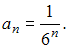 aₙ = 1/6ⁿ.